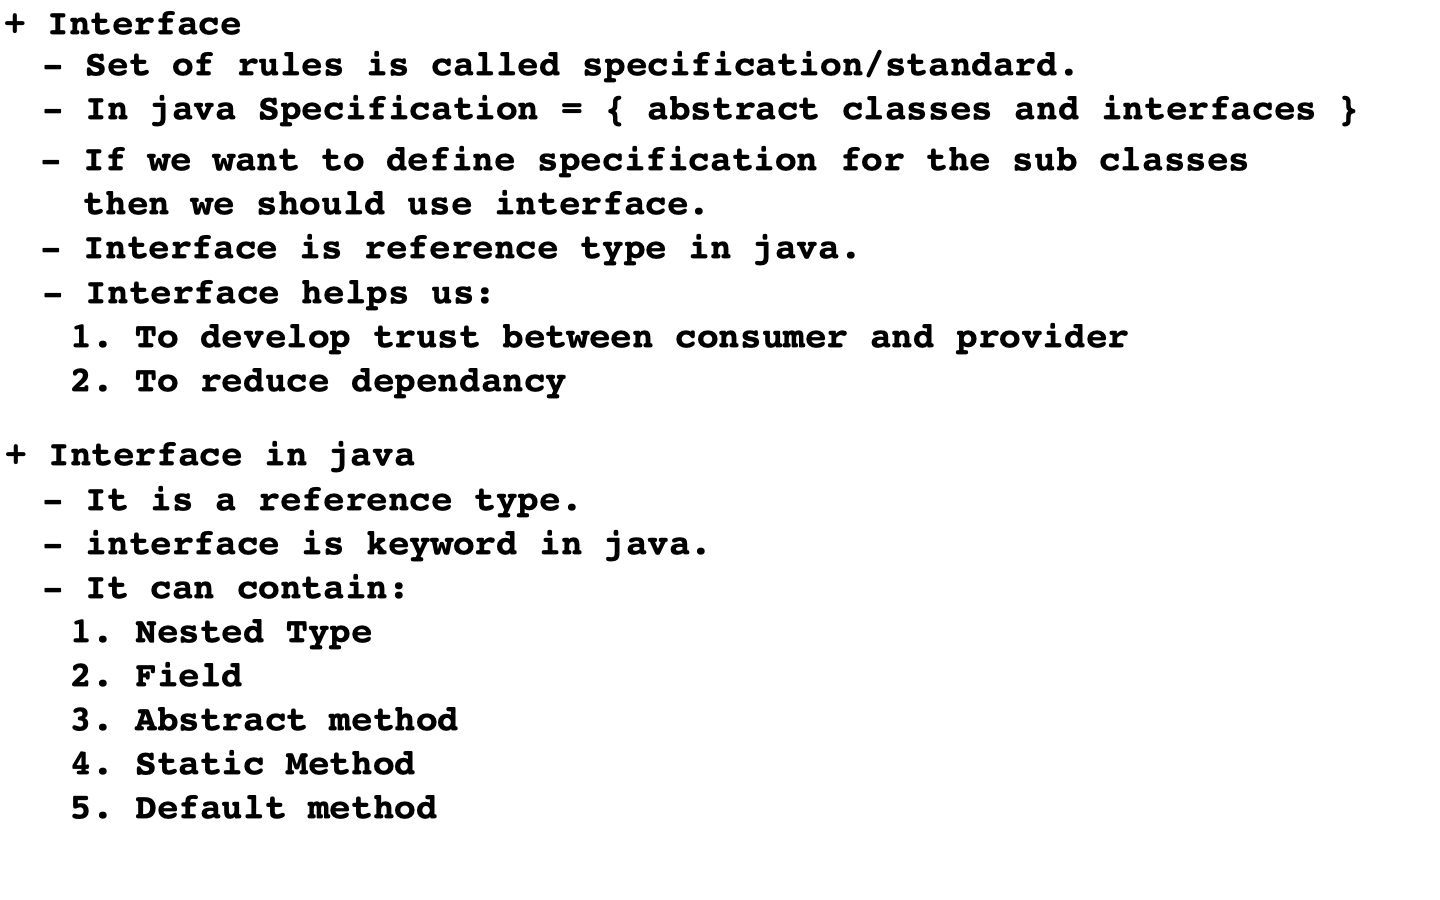 + Interface
- Set of rules is called specification/standard.
- In java Specification = { abstract classes and interfaces }
- If we want to define specification for the sub classes
then we should use interface.
- Interface is reference type in java.
- Interface helps us:
1. To develop trust between consumer and provider
2. To reduce dependancy
+ Interface in java
- It is a reference type.
- interface is keyword in java.
- It can contain:
1. Nested Type
2. Field
3. Abstract method
4. Static Method
5. Default method